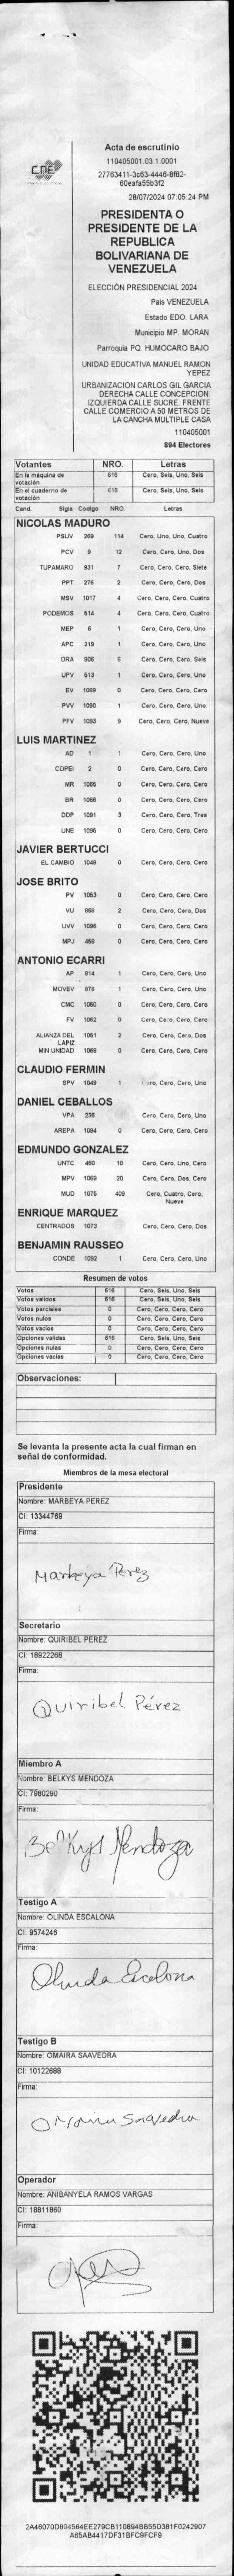 CNE
Acta de escrutinio
110405001.03.1.0001
27763411-3c63-4446-8fB2-
60eafa55b3f2
28/07/2024 07:05:24 PM
PRESIDENTA O
PRESIDENTE DE LA
REPUBLICA
BOLIVARIANA DE
VENEZUELA
ELECCIÓN PRESIDENCIAL 2024
Pais VENEZUELA
Estado EDO. LARA
Municipio MP. MORAN
Parroquia PQ. HUMOCARO BAJO
UNIDAD EDUCATIVA MANUEL RAMON
YEPEZ
URBANIZACION CARLOS GIL GARCIA
DERECHA CALLE CONCEPCION.
IZQUIERDA CALLE SUCRE. FRENTE
CALLE COMERCIO A 50 METROS DE
LA CANCHA MULTIPLE CASA
110405001
894 Electores
Votantes NRO. Letras
En la máquina de votación 616 Cero, Seis, Uno, Seis
En el cuaderno de votación 616 Cero, Seis, Uno, Seis
Cand. Sigla Código NRO. Letras
NICOLAS MADURO
PSUV 269 114 Cero, Uno, Uno, Cuatro
PCV 9 12 Cero, Cero, Uno, Dos
TUPAMARO 931 7 Cero, Cero, Cero, Siete
PPT 276 2 Cero, Cero, Cero, Dos
MSV 1017 4 Cero, Cero, Cero, Cuatro
PODEMOS 514 4 Cero, Cero, Cero, Cuatro
MEP 6 1 Cero, Cero, Cero, Uno
APC 219 1 Cero, Cero, Cero, Uno
ORA 906 6 Cero, Cero, Cero, Seis
UPV 513 1 Cero, Cero, Cero, Uno
EV 1089 0 Cero, Cero, Cero, Cero
PVV 1090 1 Cero, Cero, Cero, Uno
PFV 1093 9 Cero, Cero, Cero, Nueve
LUIS MARTINEZ
AD 1 1 Cero, Cero, Cero, Uno
COPEI 2 0 Cero, Cero, Cero, Cero
MR 1065 0 Cero, Cero, Cero, Cero
BR 1066 0 Cero, Cero, Cero, Cero
DDP 1091 3 Cero, Cero, Cero, Tres
UNE 1095 0 Cero, Cero, Cero, Cero
JAVIER BERTUCCI
EL CAMBIO 1048 0 Cero, Cero, Cero, Cero
JOSE BRITO
PV 1053 0 Cero, Cero, Cero, Cero
VU 868 2 Cero, Cero, Cero, Dos
UVV 1096 0 Cero, Cero, Cero, Cero
MPJ 458 0 Cero, Cero, Cero, Cero
ANTONIO ECARRI
AP 814 1 Cero, Cero, Cero, Uno
MOVEV 878 1 Cero, Cero, Cero, Uno
CMC 1050 0 Cero, Cero, Cero, Cero
FV 1062 0 Cero, Cero, Cero, Cero
ALIANZA DEL LAPIZ 1051 2 Cero, Cero, Cero, Dos
MIN UNIDAD 1069 0 Cero, Cero, Cero, Cero
CLAUDIO FERMIN
SPV 1049 1 Cero, Cero, Cero, Uno
DANIEL CEBALLOS
VPA 236 Cero, Cero, Cero, Uno
AREPA 1094 0 Cero, Cero, Cero, Cero
EDMUNDO GONZALEZ
UNTC 460 10 Cero, Cero, Uno, Cero
MPV 1069 20 Cero, Cero, Dos, Cero
MUD 1075 409 Cero, Cuatro, Cero,
Nueve
ENRIQUE MARQUEZ
CENTRADOS 1073 Cero, Cero, Cero, Dos
BENJAMIN RAUSSEO
CONDE 1092 1 Cero, Cero, Cero, Uno
Resumen de votos
Votos 616 Cero, Seis, Uno, Seis
Votos validos 616 Cero, Seis, Uno, Seis
Votos parciales 0 Cero, Cero, Cero, Cero
Votos nulos 0 Cero, Cero, Cero, Cero
Votos vacios 0 Cero, Cero, Cero, Cero
Opciones validas 616 Cero, Seis, Uno, Seis
Opciones nulas 0 Cero, Cero, Cero, Cero
Opciones vacias 0 Cero, Cero, Cero, Cero
Observaciones:
Se levanta la presente acta la cual firman en
señal de conformidad.
Miembros de la mesa electoral
Presidente
Nombre: MARBEYA PEREZ
CI: 13344769
Firma:
Marbeya Perez
Secretario
Nombre: QUIRIBEL PEREZ
CI: 18922268
Firma:
Quiribel Pérez
Miembro A
Nombre: BELKYS MENDOZA
CI: 7980290
Firma:
Belkys Mendoza
Testigo A
Nombre: OLINDA ESCALONA
CI: 9574246
Firma:
Olinda Escalona
Testigo B
Nombre: OMAIRA SAAVEDRA
CI: 10122688
Firma:
Omaira Saavedra
Operador
Nombre: ANIBANYELA RAMOS VARGAS
CI: 18811860
Firma:
2A46070D804564EE279CB110894BB55D381F0242907
A65AB4417DF31BFC9FCF9